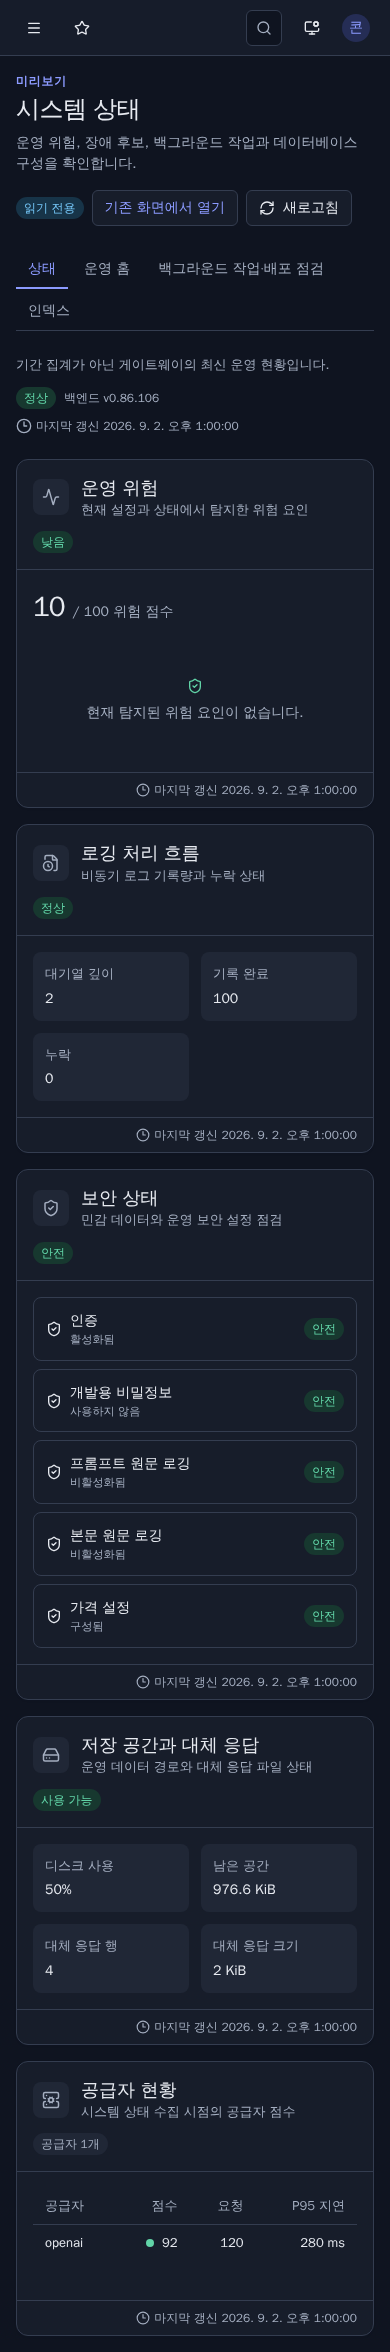 콘
미리보기
시스템 상태
운영 위험, 장애 후보, 백그라운드 작업과 데이터베이스
구성을 확인합니다.
읽기 전용
기존 화면에서 열기
새로고침
상태
운영 홈
백그라운드 작업·배포 점검
인덱스
기간 집계가 아닌 게이트웨이의 최신 운영 현황입니다.
정상 백엔드 v0.86.106
마지막 갱신 2026. 9. 2. 오후 1:00:00
운영 위험
현재 설정과 상태에서 탐지한 위험 요인
낮음
10 / 100 위험 점수
현재 탐지된 위험 요인이 없습니다.
마지막 갱신 2026. 9. 2. 오후 1:00:00
로깅 처리 흐름
비동기 로그 기록량과 누락 상태
정상
대기열 깊이
2
기록 완료
100
누락
0
마지막 갱신 2026. 9. 2. 오후 1:00:00
보안 상태
민감 데이터와 운영 보안 설정 점검
안전
인증
활성화됨
안전
개발용 비밀정보
사용하지 않음
안전
프롬프트 원문 로깅
비활성화됨
안전
본문 원문 로깅
비활성화됨
안전
가격 설정
구성됨
안전
마지막 갱신 2026. 9. 2. 오후 1:00:00
저장 공간과 대체 응답
운영 데이터 경로와 대체 응답 파일 상태
사용 가능
디스크 사용
50%
남은 공간
976.6 KiB
대체 응답 행
4
대체 응답 크기
2 KiB
마지막 갱신 2026. 9. 2. 오후 1:00:00
공급자 현황
시스템 상태 수집 시점의 공급자 점수
공급자 1개
공급자 점수 요청 P95 지연
openai 92 120 280 ms
마지막 갱신 2026. 9. 2. 오후 1:00:00